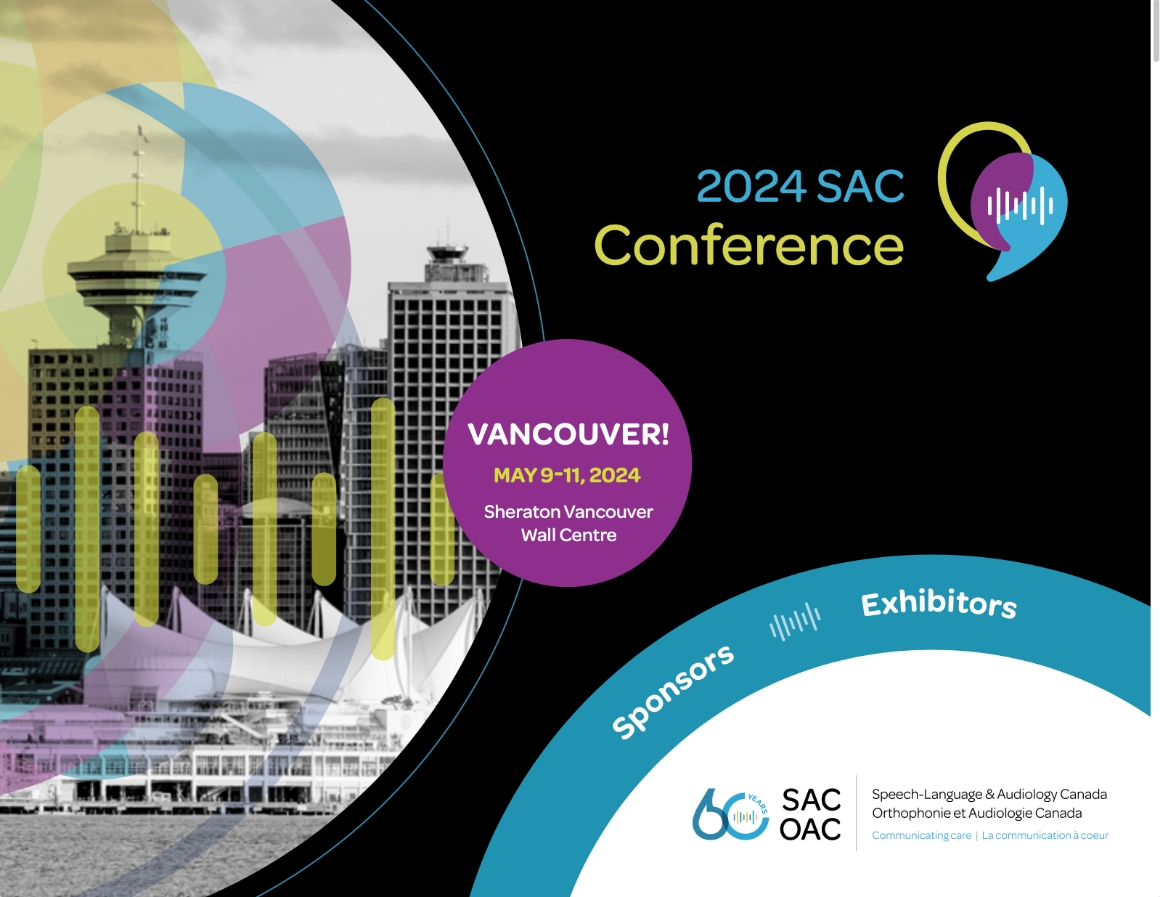 2024 SAC
Conference
VANCOUVER!
MAY 9-11, 2024
Sheraton Vancouver
Wall Centre
Sponsors
Exhibitors
60 YEARS
SAC
OAC
Speech-Language & Audiology Canada
Orthophonie et Audiologie Canada
Communicating care | La communication à coeur